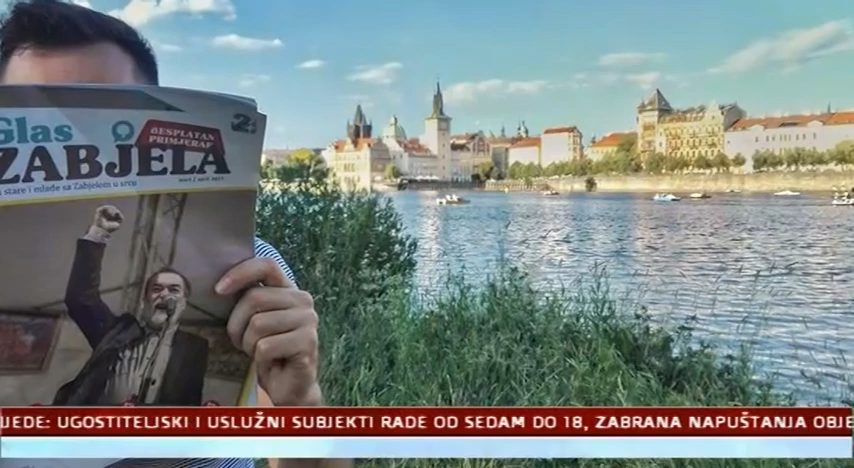 Glas
ZABJELA
BESPLATAN
PRIMJERAK
2
stare i mlade sa Zabjelom u srcu
JEDE: UGOSTITELJSKI I USLUŽNI SUBJEKTI RADE OD SEDAM DO 18, ZABRANA NAPUŠTANJA OBJE